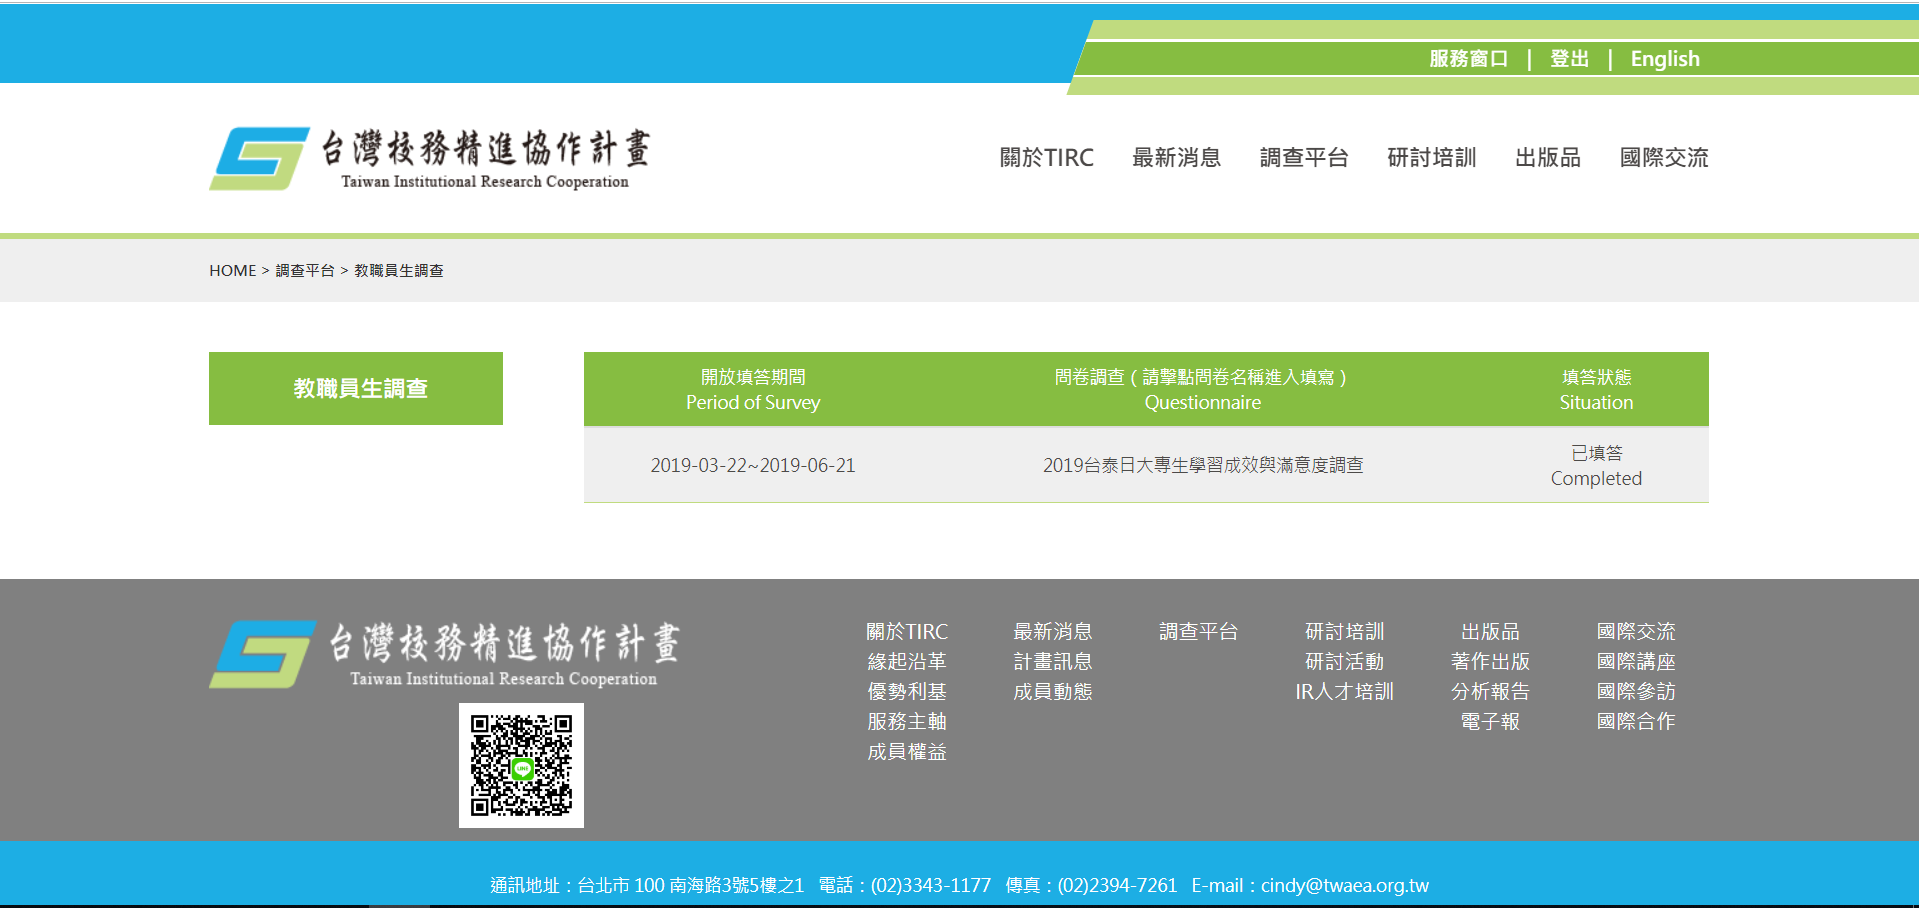 服務窗口 | 登出 | English
台灣校務精進協作計畫
Taiwan Institutional Research Cooperation
關於TIRC 最新消息 調查平台 研討培訓 出版品 國際交流
HOME > 調查平台 > 教職員生調查
教職員生調查
開放填答期間 問卷調查 ( 請擊點問卷名稱進入填寫 ) 填答狀態
Period of Survey Questionnaire Situation
2019-03-22~2019-06-21 2019台泰日大專生學習成效與滿意度調查 已填答
Completed
台灣校務精進協作計畫
Taiwan Institutional Research Cooperation
LINE
關於TIRC 最新消息 調查平台 研討培訓 出版品 國際交流
緣起沿革 計畫訊息 研討活動 著作出版 國際講座
優勢利基 成員動態 IR人才培訓 分析報告 國際參訪
服務主軸 電子報 國際合作
成員權益
通訊地址：台北市 100 南海路3號5樓之1 電話：(02)3343-1177 傳真：(02)2394-7261 E-mail：cindy@twaea.org.tw